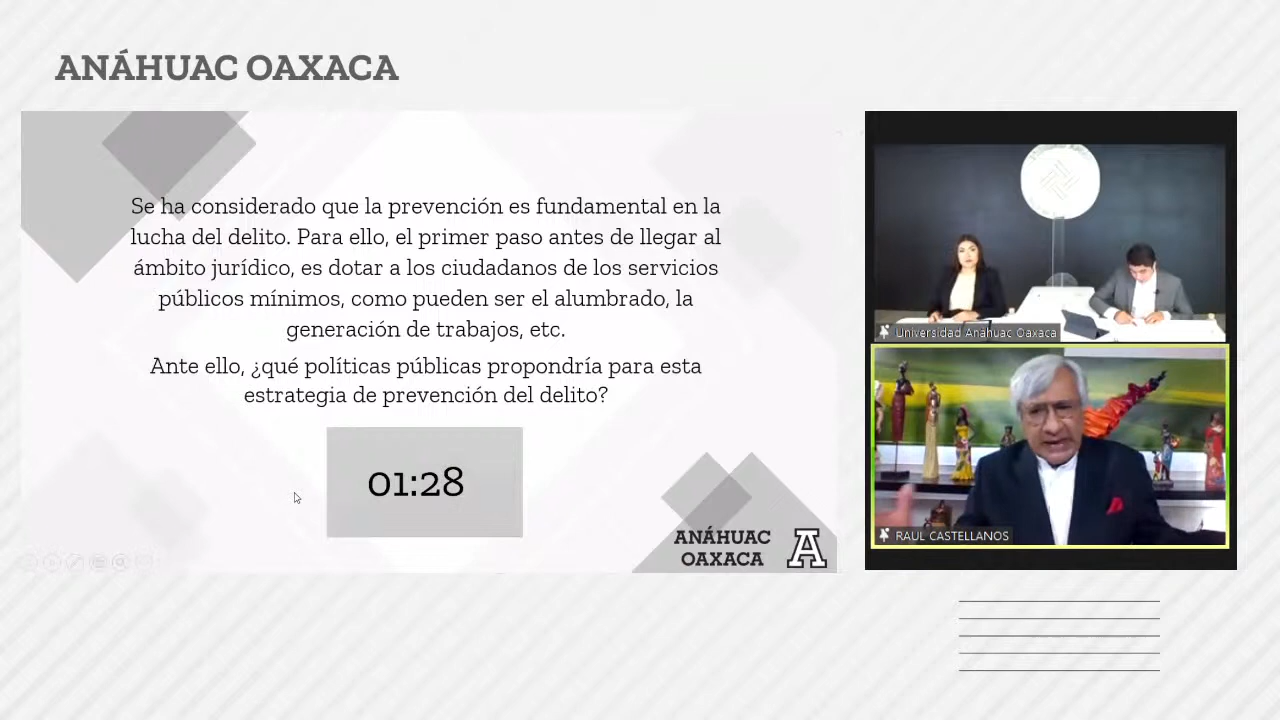 ANÁHUAC OAXACA
Se ha considerado que la prevención es fundamental en la
lucha del delito. Para ello, el primer paso antes de llegar al
ámbito jurídico, es dotar a los ciudadanos de los servicios
públicos mínimos, como pueden ser el alumbrado, la
generación de trabajos, etc.
Ante ello, ¿qué políticas públicas propondría para esta
estrategia de prevención del delito?
01:28
ANÁHUAC
OAXACA
A
Universidad Anahuac Oaxaca
RAUL CASTELLANOS